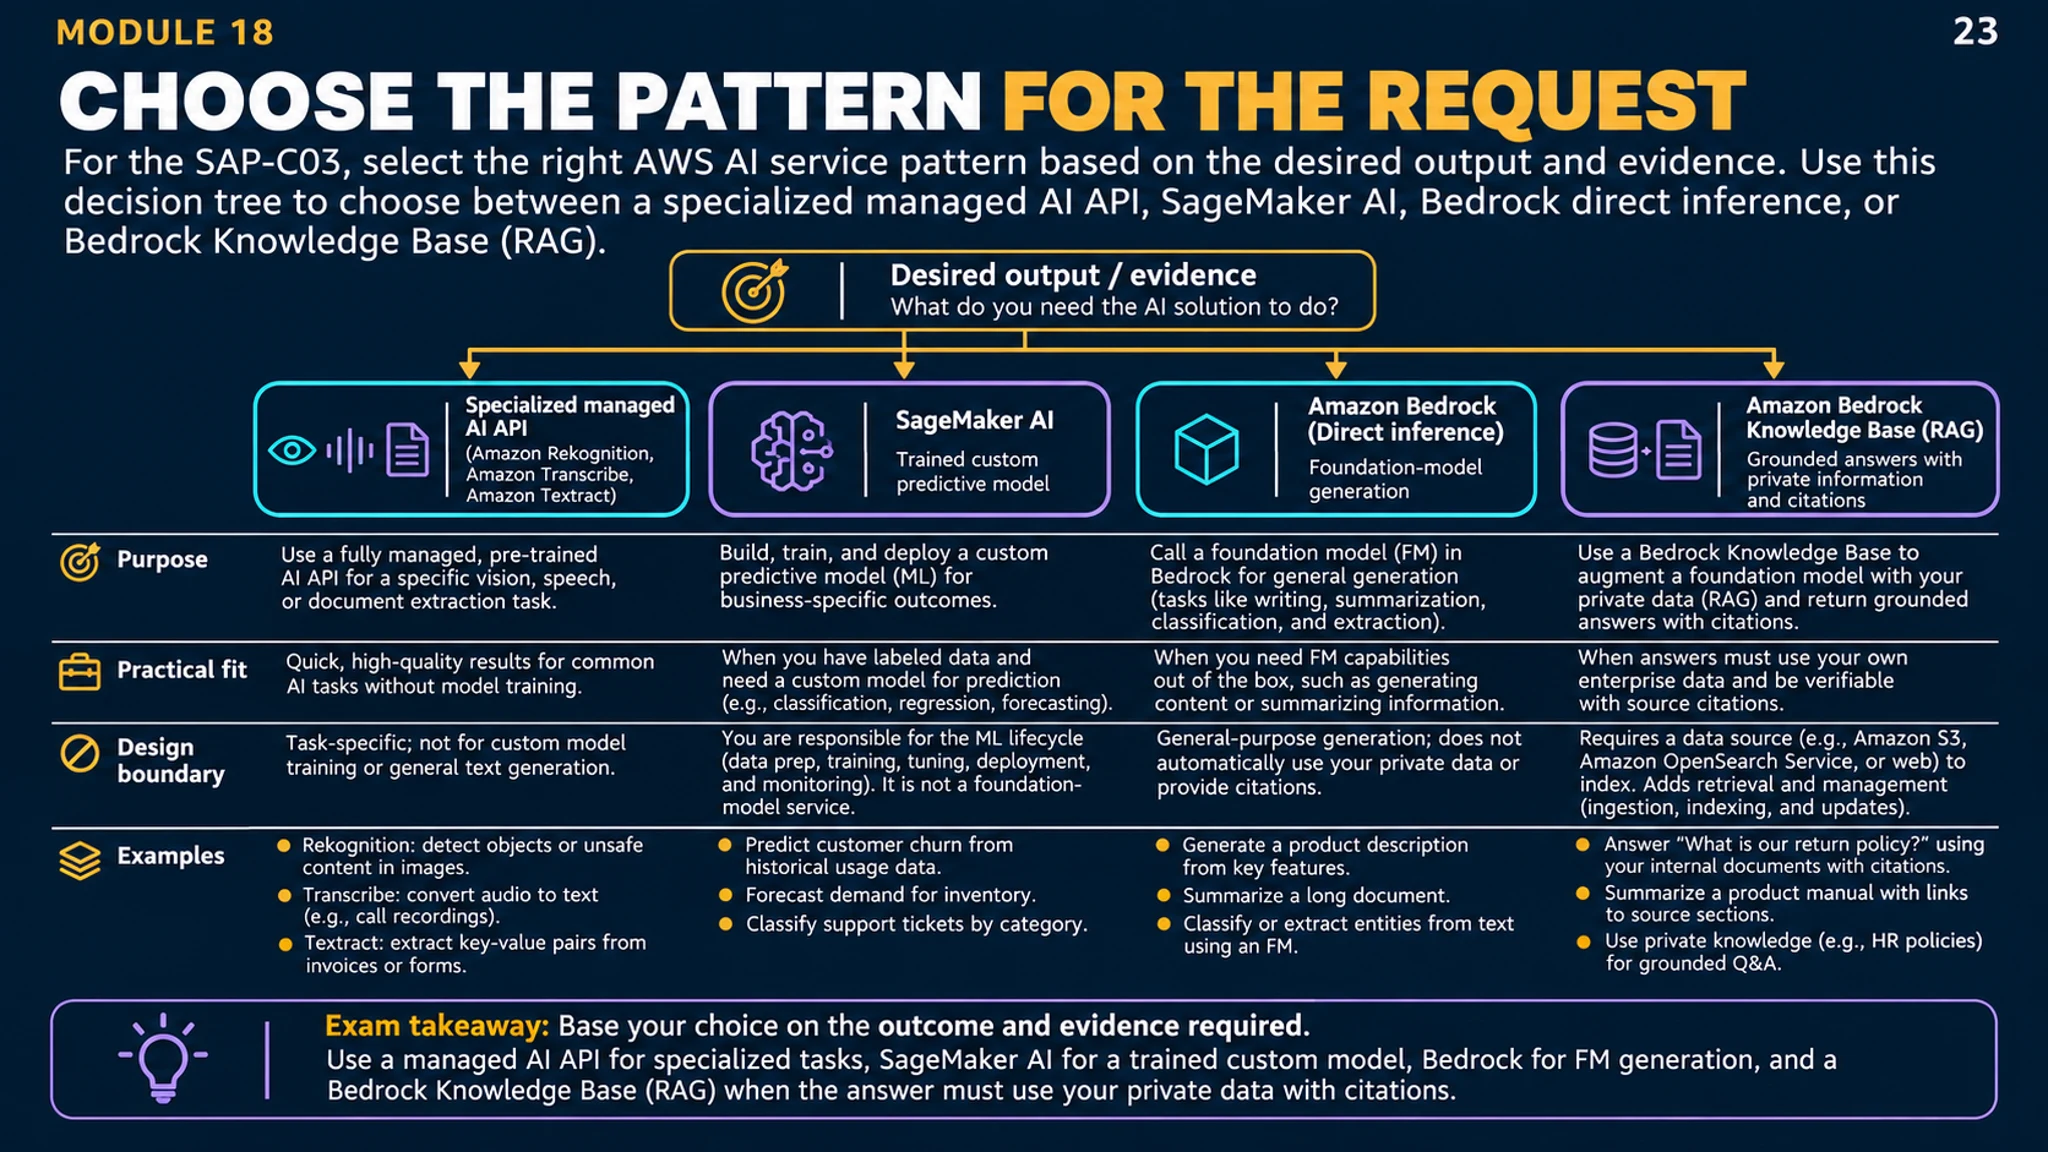 MODULE 18
23
CHOOSE THE PATTERN FOR THE REQUEST
For the SAP-C03, select the right AWS AI service pattern based on the desired output and evidence. Use this
decision tree to choose between a specialized managed AI API, SageMaker AI, Bedrock direct inference, or
Bedrock Knowledge Base (RAG).
Desired output / evidence
What do you need the AI solution to do?
Specialized managed
AI API
(Amazon Rekognition,
Amazon Transcribe,
Amazon Textract)
SageMaker AI
Trained custom
predictive model
Amazon Bedrock
(Direct inference)
Foundation-model
generation
Amazon Bedrock
Knowledge Base (RAG)
Grounded answers with
private information
and citations
Purpose
Use a fully managed, pre-trained
AI API for a specific vision, speech,
or document extraction task.
Build, train, and deploy a custom
predictive model (ML) for
business-specific outcomes.
Call a foundation model (FM) in
Bedrock for general generation
(tasks like writing, summarization,
classification, and extraction).
Use a Bedrock Knowledge Base to
augment a foundation model with your
private data (RAG) and return grounded
answers with citations.
Practical fit
Quick, high-quality results for common
AI tasks without model training.
When you have labeled data and
need a custom model for prediction
(e.g., classification, regression, forecasting).
When you need FM capabilities
out of the box, such as generating
content or summarizing information.
When answers must use your own
enterprise data and be verifiable
with source citations.
Design
boundary
Task-specific; not for custom model
training or general text generation.
You are responsible for the ML lifecycle
(data prep, training, tuning, deployment,
and monitoring). It is not a foundation-
model service.
General-purpose generation; does not
automatically use your private data or
provide citations.
Requires a data source (e.g., Amazon S3,
Amazon OpenSearch Service, or web) to
index. Adds retrieval and management
(ingestion, indexing, and updates).
Examples
Rekognition: detect objects or unsafe
content in images.
Transcribe: convert audio to text
(e.g., call recordings).
Textract: extract key-value pairs from
invoices or forms.
Predict customer churn from
historical usage data.
Forecast demand for inventory.
Classify support tickets by category.
Generate a product description
from key features.
Summarize a long document.
Classify or extract entities from text
using an FM.
Answer "What is our return policy?" using
your internal documents with citations.
Summarize a product manual with links
to source sections.
Use private knowledge (e.g., HR policies)
for grounded Q&A.
Exam takeaway: Base your choice on the outcome and evidence required.
Use a managed AI API for specialized tasks, SageMaker AI for a trained custom model, Bedrock for FM generation, and a
Bedrock Knowledge Base (RAG) when the answer must use your private data with citations.